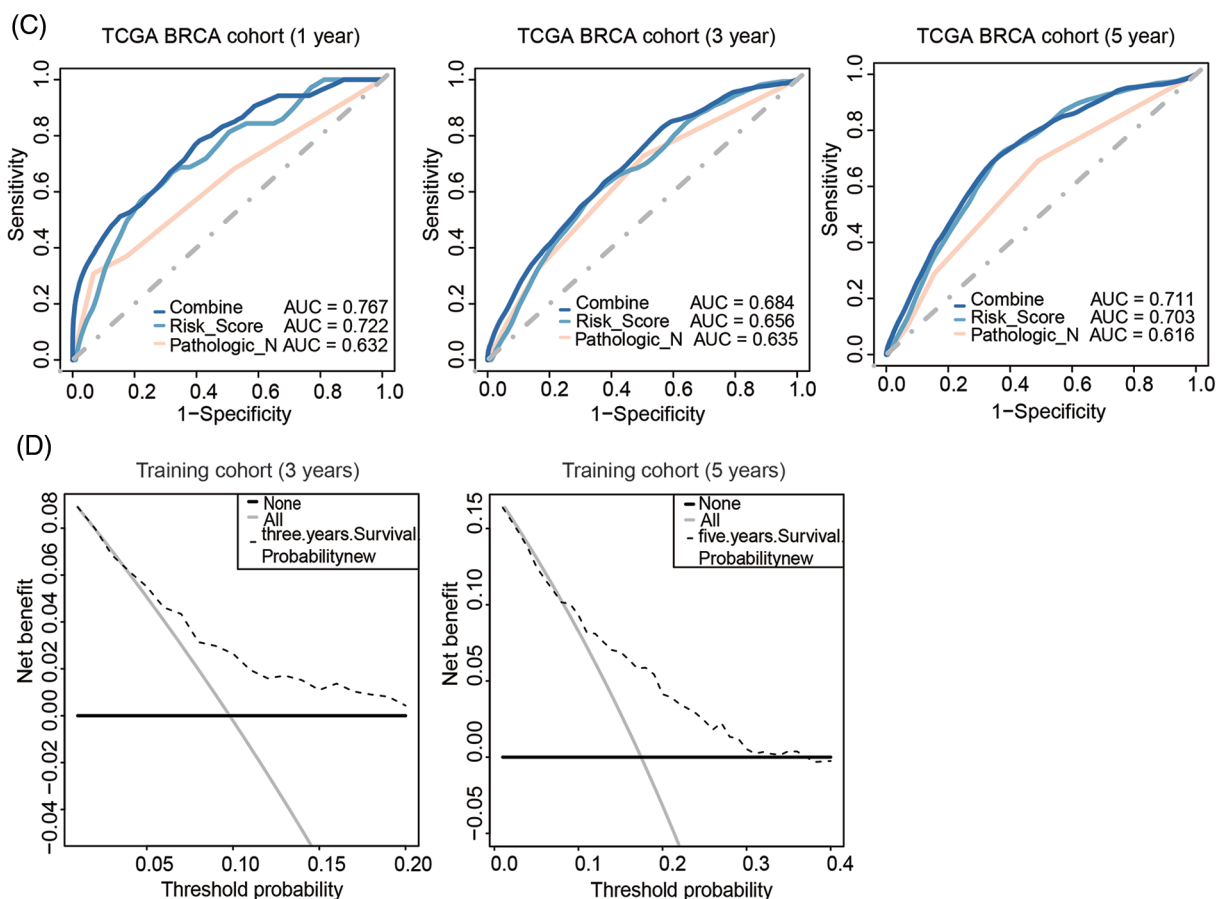 (C)
TCGA BRCA cohort (1 year)
Sensitivity
0.0 0.2 0.4 0.6 0.8 1.0
Combine AUC = 0.767
Risk_Score AUC = 0.722
Pathologic_N AUC = 0.632
0.0 0.2 0.4 0.6 0.8 1.0
1−Specificity
TCGA BRCA cohort (3 year)
Sensitivity
0.0 0.2 0.4 0.6 0.8 1.0
Combine AUC = 0.684
Risk_Score AUC = 0.656
Pathologic_N AUC = 0.635
0.0 0.2 0.4 0.6 0.8 1.0
1−Specificity
TCGA BRCA cohort (5 year)
Sensitivity
0.0 0.2 0.4 0.6 0.8 1.0
Combine AUC = 0.711
Risk_Score AUC = 0.703
Pathologic_N AUC = 0.616
0.0 0.2 0.4 0.6 0.8 1.0
1−Specificity
(D)
Training cohort (3 years)
Net benefit
−0.04 −0.02 0.00 0.02 0.04 0.06 0.08
None
All
three.years.Survival.
Probabilitynew
0.05 0.10 0.15 0.20
Threshold probability
Training cohort (5 years)
Net benefit
−0.05 0.00 0.05 0.10 0.15
None
All
five.years.Survival.
Probabilitynew
0.0 0.1 0.2 0.3 0.4
Threshold probability